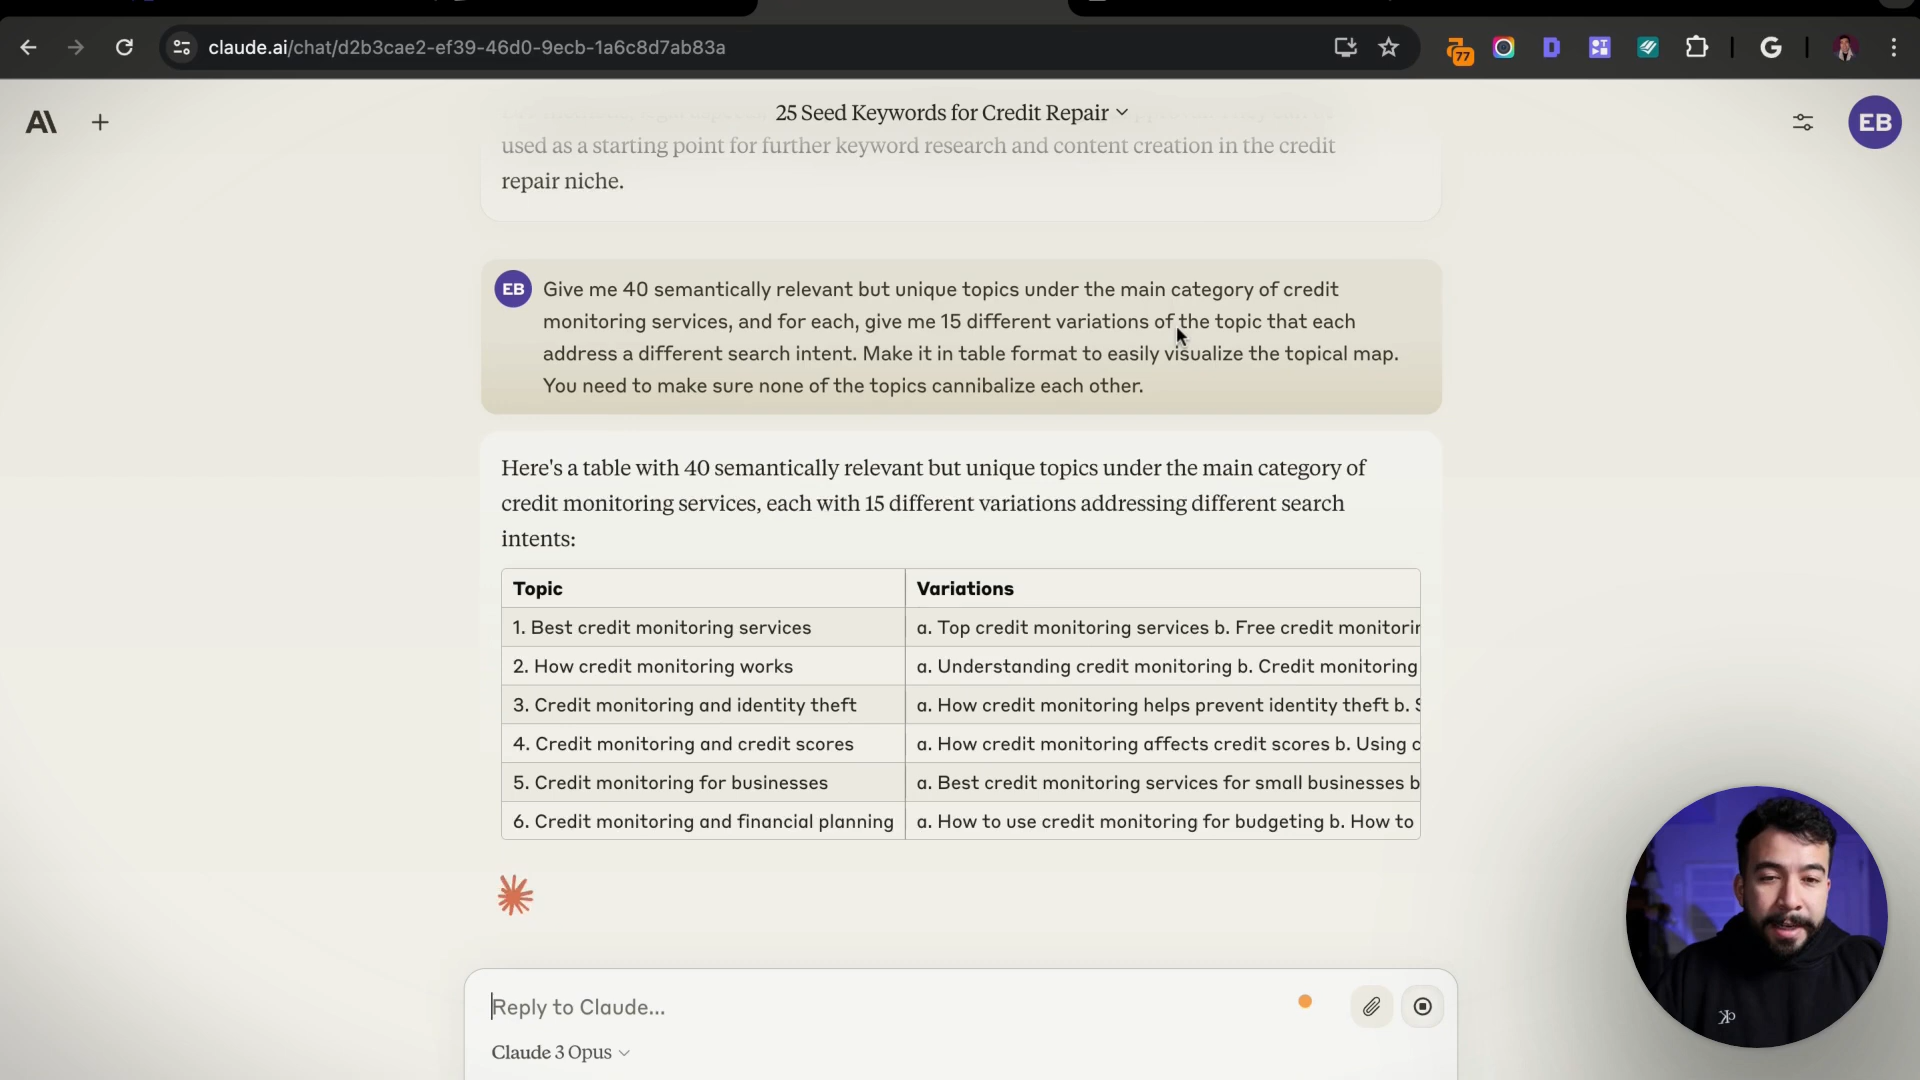 claude.ai/chat/d2b3cae2-ef39-46d0-9ecb-1a6c8d7ab83a
77
25 Seed Keywords for Credit Repair
EB
used as a starting point for further keyword research and content creation in the credit
repair niche.
EB
Give me 40 semantically relevant but unique topics under the main category of credit
monitoring services, and for each, give me 15 different variations of the topic that each
address a different search intent. Make it in table format to easily visualize the topical map.
You need to make sure none of the topics cannibalize each other.
Here's a table with 40 semantically relevant but unique topics under the main category of
credit monitoring services, each with 15 different variations addressing different search
intents:
Topic Variations
1. Best credit monitoring services a. Top credit monitoring services b. Free credit monitorin
2. How credit monitoring works a. Understanding credit monitoring b. Credit monitoring
3. Credit monitoring and identity theft a. How credit monitoring helps prevent identity theft b. S
4. Credit monitoring and credit scores a. How credit monitoring affects credit scores b. Using c
5. Credit monitoring for businesses a. Best credit monitoring services for small businesses b
6. Credit monitoring and financial planning a. How to use credit monitoring for budgeting b. How to
Reply to Claude...
Claude 3 Opus